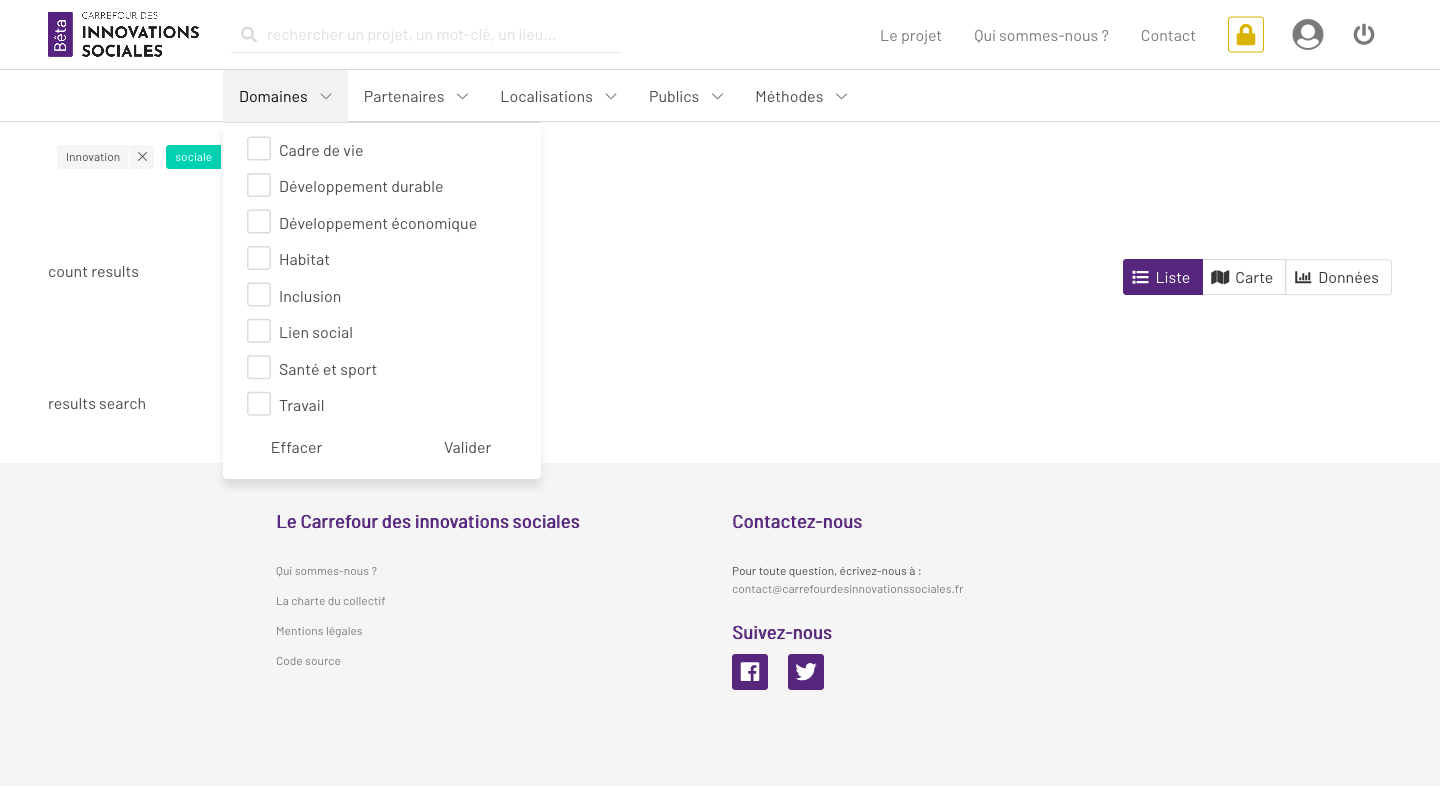 Bêta
CARREFOUR DES
INNOVATIONS
SOCIALES
rechercher un projet, un mot-clé, un lieu...
Le projet
Qui sommes-nous ?
Contact
Domaines
Partenaires
Localisations
Publics
Méthodes
Innovation
sociale
Cadre de vie
Développement durable
Développement économique
Habitat
Inclusion
Lien social
Santé et sport
Travail
Effacer
Valider
count results
Liste
Carte
Données
results search
Le Carrefour des innovations sociales
Qui sommes-nous ?
La charte du collectif
Mentions légales
Code source
Contactez-nous
Pour toute question, écrivez-nous à :
contact@carrefourdesinnovationssociales.fr
Suivez-nous